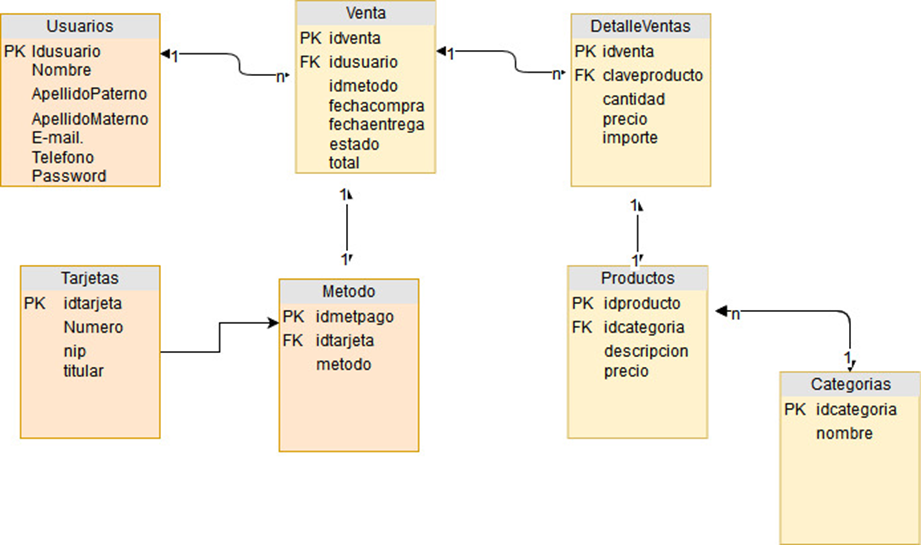 Usuarios
PK Idusuario
Nombre
ApellidoPaterno
ApellidoMaterno
E-mail.
Telefono
Password
1
n
Venta
PK idventa
FK idusuario
idmetodo
fechacompra
fechaentrega
estado
total
1
n
DetalleVentas
PK idventa
FK claveproducto
cantidad
precio
importe
1
1
1
1
Tarjetas
PK idtarjeta
Numero
nip
titular
Metodo
PK idmetpago
FK idtarjeta
metodo
Productos
PK idproducto
FK idcategoria
descripcion
precio
n
1
Categorias
PK idcategoria
nombre